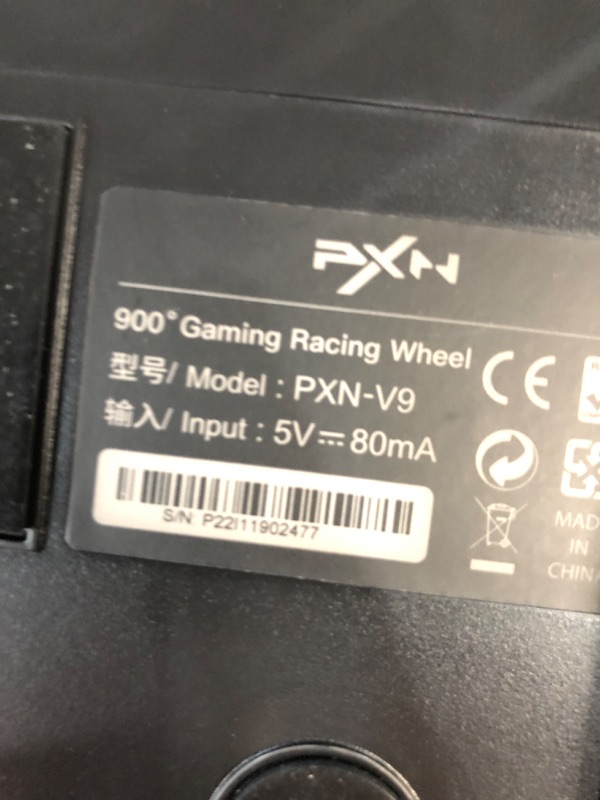 PXN
900° Gaming Racing Wheel
型号/ Model : PXN-V9
输入/ Input : 5V⎓80mA
S/N P22I11902477
CE
MADE
IN
CHINA